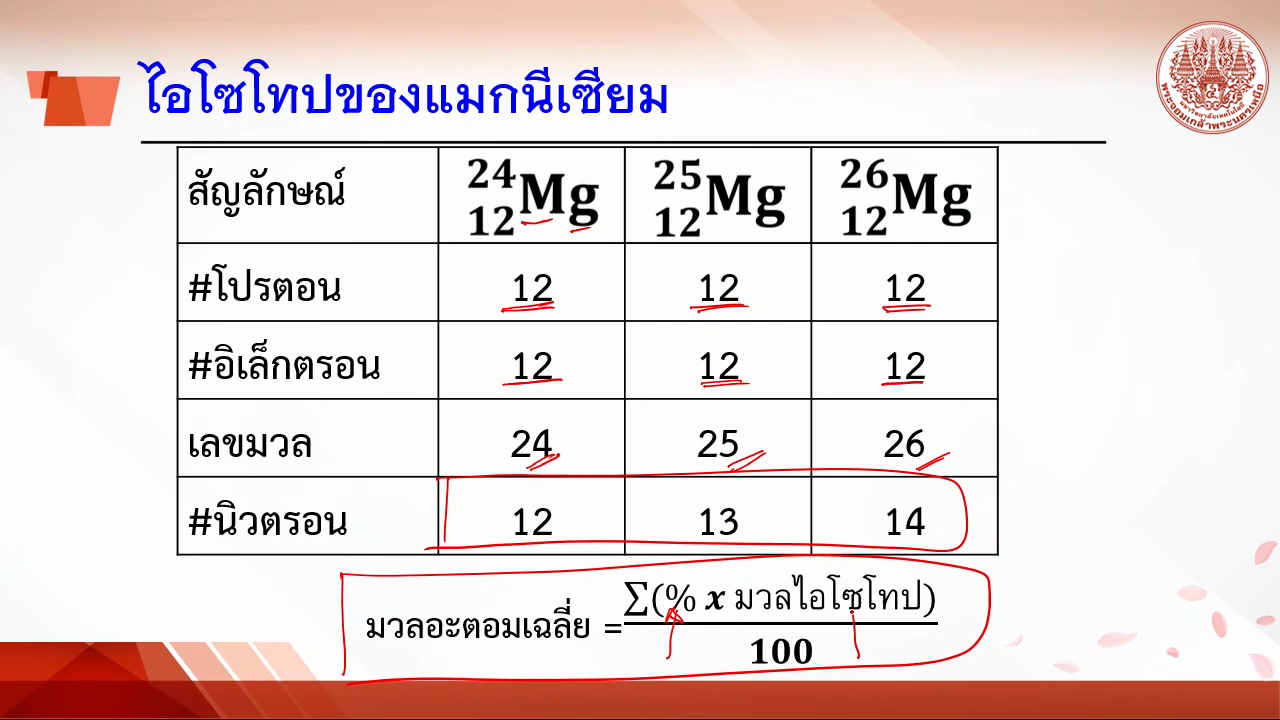 ไอโซโทปของแมกนีเซียม
สัญลักษณ์ ²⁴₁₂Mg ²⁵₁₂Mg ²⁶₁₂Mg
#โปรตอน 12 12 12
#อิเล็กตรอน 12 12 12
เลขมวล 24 25 26
#นิวตรอน 12 13 14
มวลอะตอมเฉลี่ย = ∑(% x มวลไอโซโทป)
100